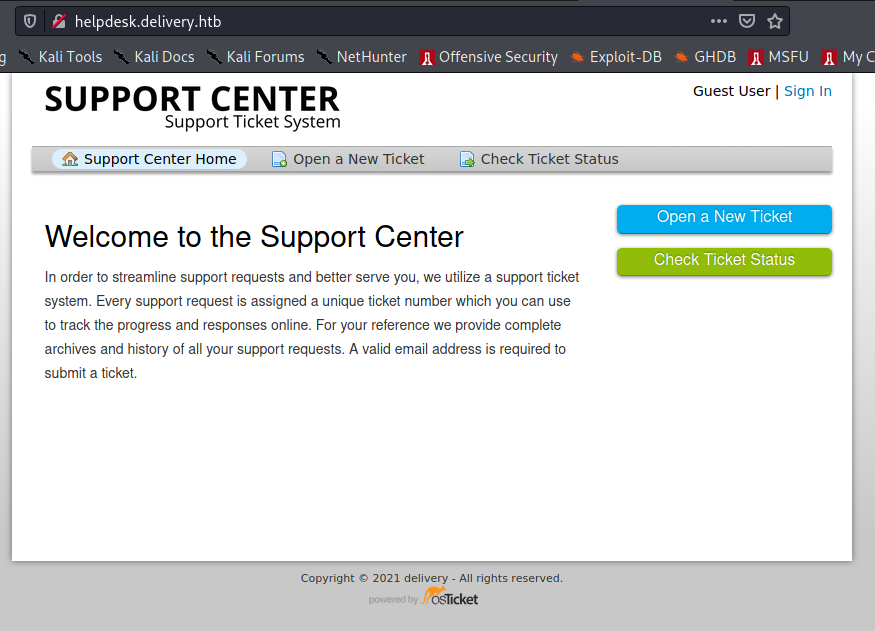 helpdesk.delivery.htb
g Kali Tools Kali Docs Kali Forums NetHunter Offensive Security Exploit-DB GHDB MSFU My C
SUPPORT CENTER
Support Ticket System
Guest User | Sign In
Support Center Home Open a New Ticket Check Ticket Status
Open a New Ticket
Check Ticket Status
Welcome to the Support Center
In order to streamline support requests and better serve you, we utilize a support ticket
system. Every support request is assigned a unique ticket number which you can use
to track the progress and responses online. For your reference we provide complete
archives and history of all your support requests. A valid email address is required to
submit a ticket.
Copyright © 2021 delivery - All rights reserved.
powered by osTicket